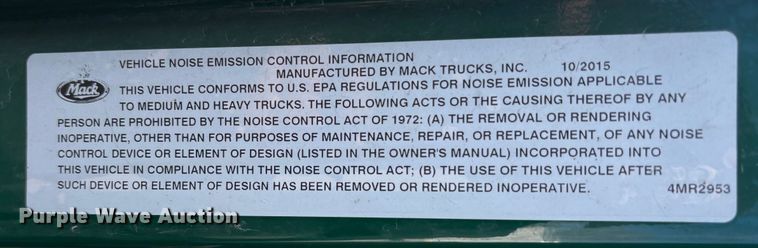 VEHICLE NOISE EMISSION CONTROL INFORMATION
MANUFACTURED BY MACK TRUCKS, INC. 10/2015
Mack
THIS VEHICLE CONFORMS TO U.S. EPA REGULATIONS FOR NOISE EMISSION APPLICABLE
TO MEDIUM AND HEAVY TRUCKS. THE FOLLOWING ACTS OR THE CAUSING THEREOF BY ANY
PERSON ARE PROHIBITED BY THE NOISE CONTROL ACT OF 1972: (A) THE REMOVAL OR RENDERING
INOPERATIVE, OTHER THAN FOR PURPOSES OF MAINTENANCE, REPAIR, OR REPLACEMENT, OF ANY NOISE
CONTROL DEVICE OR ELEMENT OF DESIGN (LISTED IN THE OWNER'S MANUAL) INCORPORATED INTO
THIS VEHICLE IN COMPLIANCE WITH THE NOISE CONTROL ACT; (B) THE USE OF THIS VEHICLE AFTER
SUCH DEVICE OR ELEMENT OF DESIGN HAS BEEN REMOVED OR RENDERED INOPERATIVE. 4MR2953
Purple Wave Auction